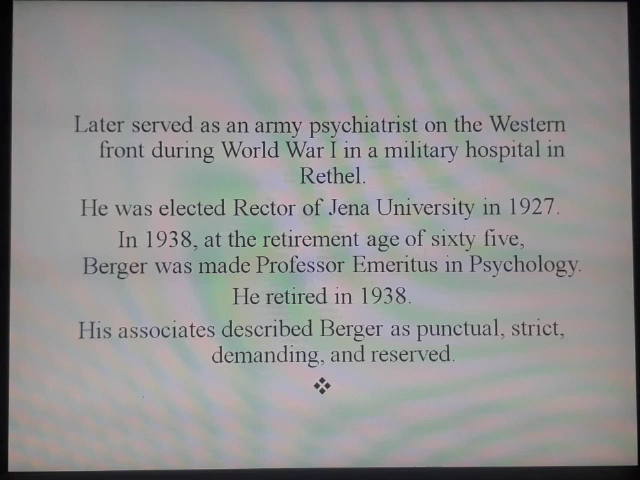 Later served as an army psychiatrist on the Western
front during World War I in a military hospital in
Rethel.
He was elected Rector of Jena University in 1927.
In 1938, at the retirement age of sixty five,
Berger was made Professor Emeritus in Psychology.
He retired in 1938.
His associates described Berger as punctual, strict,
demanding, and reserved.